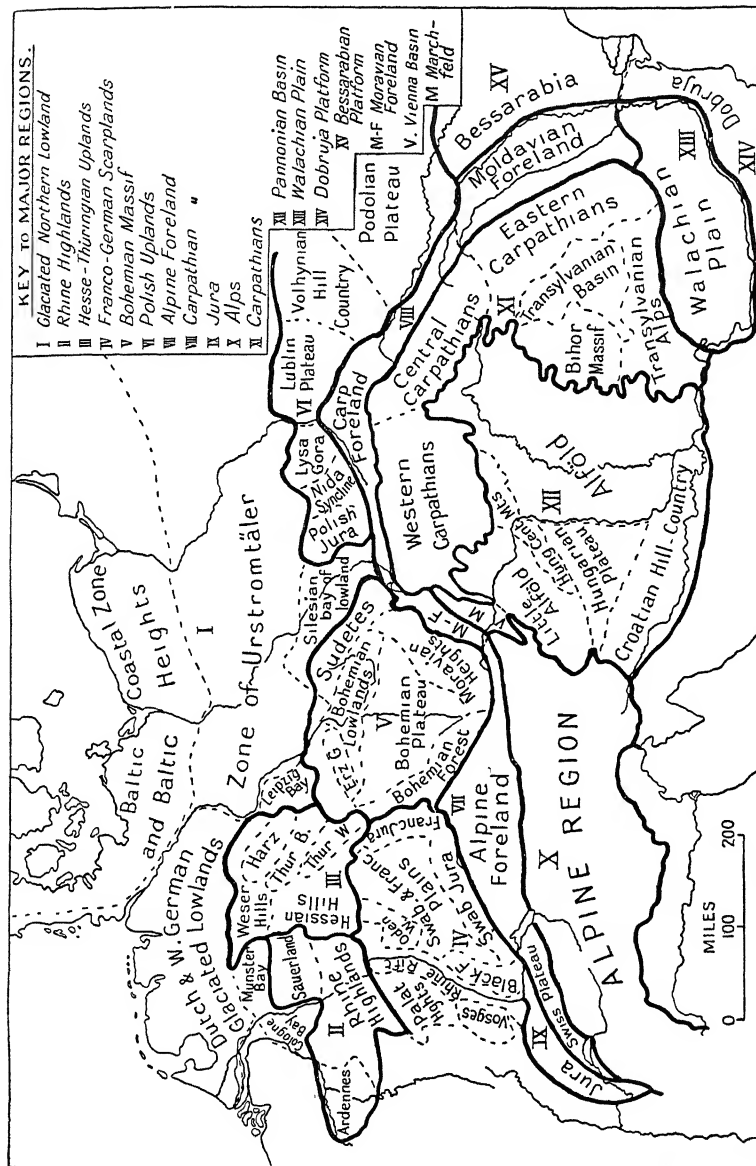 KEY TO MAJOR REGIONS.
I Glaciated Northern Lowland
II Rhine Highlands
III Hesse-Thüringian Uplands
IV Franco-German Scarplands
V Bohemian Massif
VI Polish Uplands
VII Alpine Foreland
VIII Carpathian "
IX Jura
X Alps
XI Carpathians
XII Pannonian Basin
XIII Walachian Plain
XIV Dobruja Platform
XV Bessarabian
Platform
M-F Moravian
Foreland
V. Vienna Basin
M March-
feld
Baltic
and Baltic
Coastal Zone
Heights
I
Zone of Urstromtäler
Dutch & W. German
Glaciated Lowlands
Munster
Bay
Cologne
Bay
Sauerland
Rhine
Highlands
II
Ardennes
Weser
Hills
Harz
Thur B.
Thur W
Hessian
Hills
III
Leipzig
Bay
Silesian
bay of
lowland
Sudetes
Erz G
Bohemian
Lowlands
V
Bohemian
Plateau
Moravian
Heights
Bohemian
Forest
M-F
M
V
Palat
Hghts
Rhine Rift
Vosges
Black F
Oden
W.
Swab & Franc
Plains
IV
Swab Jura
Franc Jura
VII
Alpine
Foreland
IX
Jura
Swiss Plateau
X
ALPINE REGION
Polish
Jura
Nida
Syncline
Lysa
Gora
VI
Lublin
Plateau
Volhynian
Hill
Country
Podolian
Plateau
Carp
Foreland
VIII
Western
Carpathians
Central
Carpathians
Eastern
Carpathians
XI
Transylvanian
Basin
Bihor
Massif
Transylvanian
Alps
Moldavian
Foreland
Bessarabia
XV
Dobruja
XIV
XIII
Walachian
Plain
Little
Alföld
Hung Cent Mts
Hungarian
Plateau
XII
Alföld
Croatian Hill-Country
MILES
0 100 200